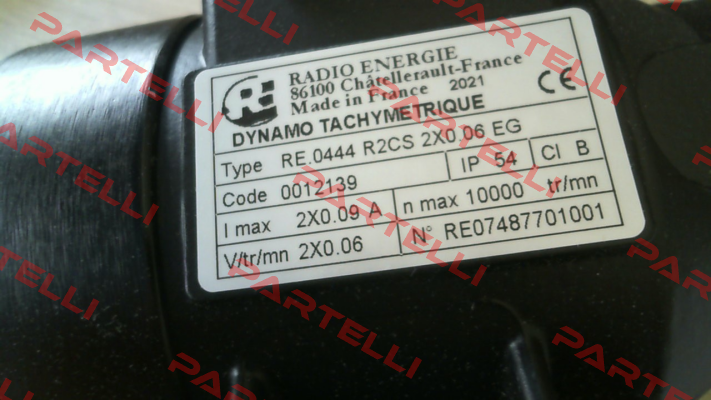 RADIO ENERGIE
86100 Châtellerault-France
Made in France 2021
CE
DYNAMO TACHYMETRIQUE
Type RE.0444 R2CS 2X0.06 EG
Code 0012139 IP 54 Cl B
I max 2X0.09 A n max 10000 tr/mn
V/tr/mn 2X0.06 N° RE07487701001
PARTELLI
PARTELLI
PARTELLI
PARTELLI
PARTELLI
PARTELLI
PARTELLI